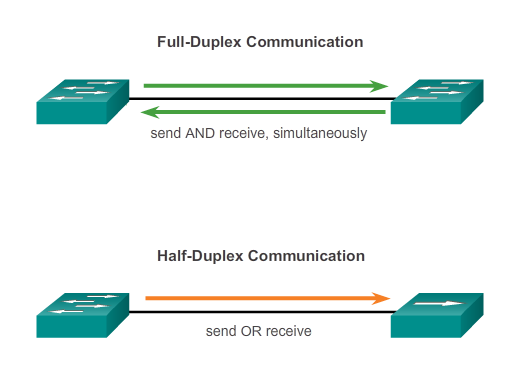 Full-Duplex Communication
send AND receive, simultaneously
Half-Duplex Communication
send OR receive